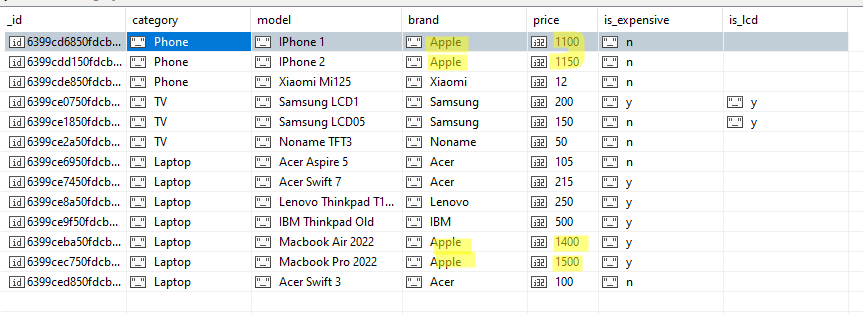 _id category model brand price is_expensive is_lcd
6399cd6850fdcb... Phone IPhone 1 Apple 1100 n
6399cdd150fdcb... Phone IPhone 2 Apple 1150 n
6399cde850fdcb... Phone Xiaomi Mi125 Xiaomi 12 n
6399ce0750fdcb... TV Samsung LCD1 Samsung 200 y y
6399ce1850fdcb... TV Samsung LCD05 Samsung 150 n y
6399ce2a50fdcb... TV Noname TFT3 Noname 50 n
6399ce6950fdcb... Laptop Acer Aspire 5 Acer 105 n
6399ce7450fdcb... Laptop Acer Swift 7 Acer 215 y
6399ce8a50fdcb... Laptop Lenovo Thinkpad T1... Lenovo 250 y
6399ce9f50fdcb... Laptop IBM Thinkpad Old IBM 500 y
6399ceba50fdcb... Laptop Macbook Air 2022 Apple 1400 y
6399cec750fdcb... Laptop Macbook Pro 2022 Apple 1500 y
6399ced850fdcb... Laptop Acer Swift 3 Acer 100 n